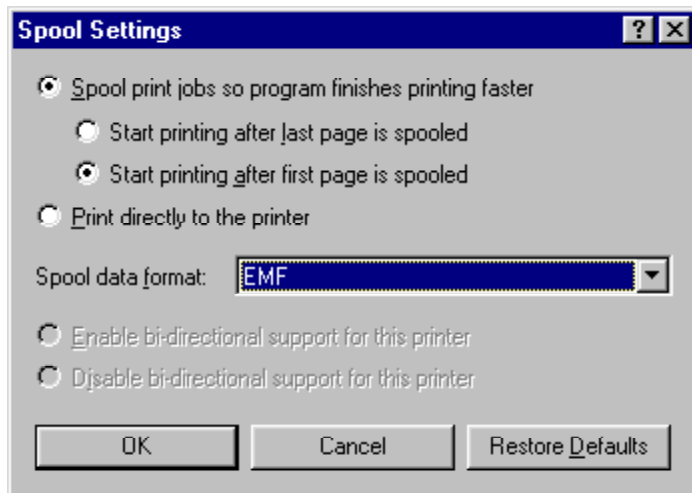 Spool Settings
Spool print jobs so program finishes printing faster
Start printing after last page is spooled
Start printing after first page is spooled
Print directly to the printer
Spool data format: EMF
Enable bi-directional support for this printer
Disable bi-directional support for this printer
OK Cancel Restore Defaults